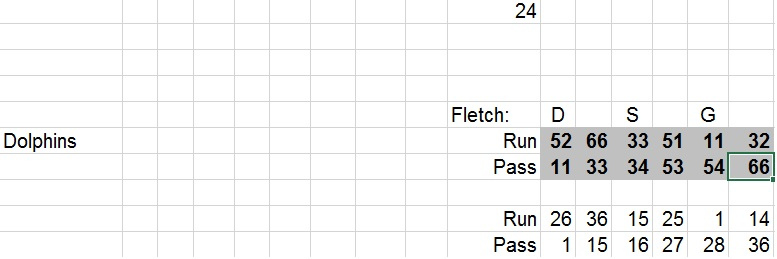 24
Fletch: D S G
Dolphins Run 52 66 33 51 11 32
Pass 11 33 34 53 54 66
Run 26 36 15 25 1 14
Pass 1 15 16 27 28 36